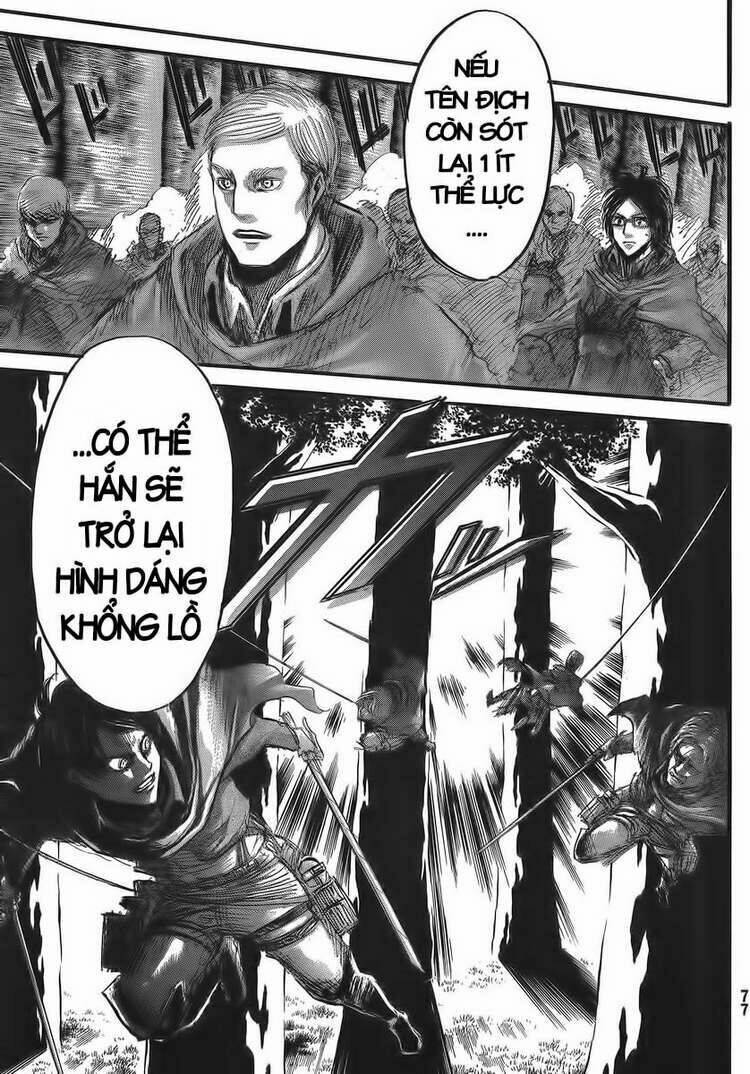 NẾU
TÊN ĐỊCH
CÒN SÓT
LẠI 1 ÍT
THỂ LỰC
....
...CÓ THỂ
HẮN SẼ
TRỞ LẠI
HÌNH DÁNG
KHỔNG LỒ
77